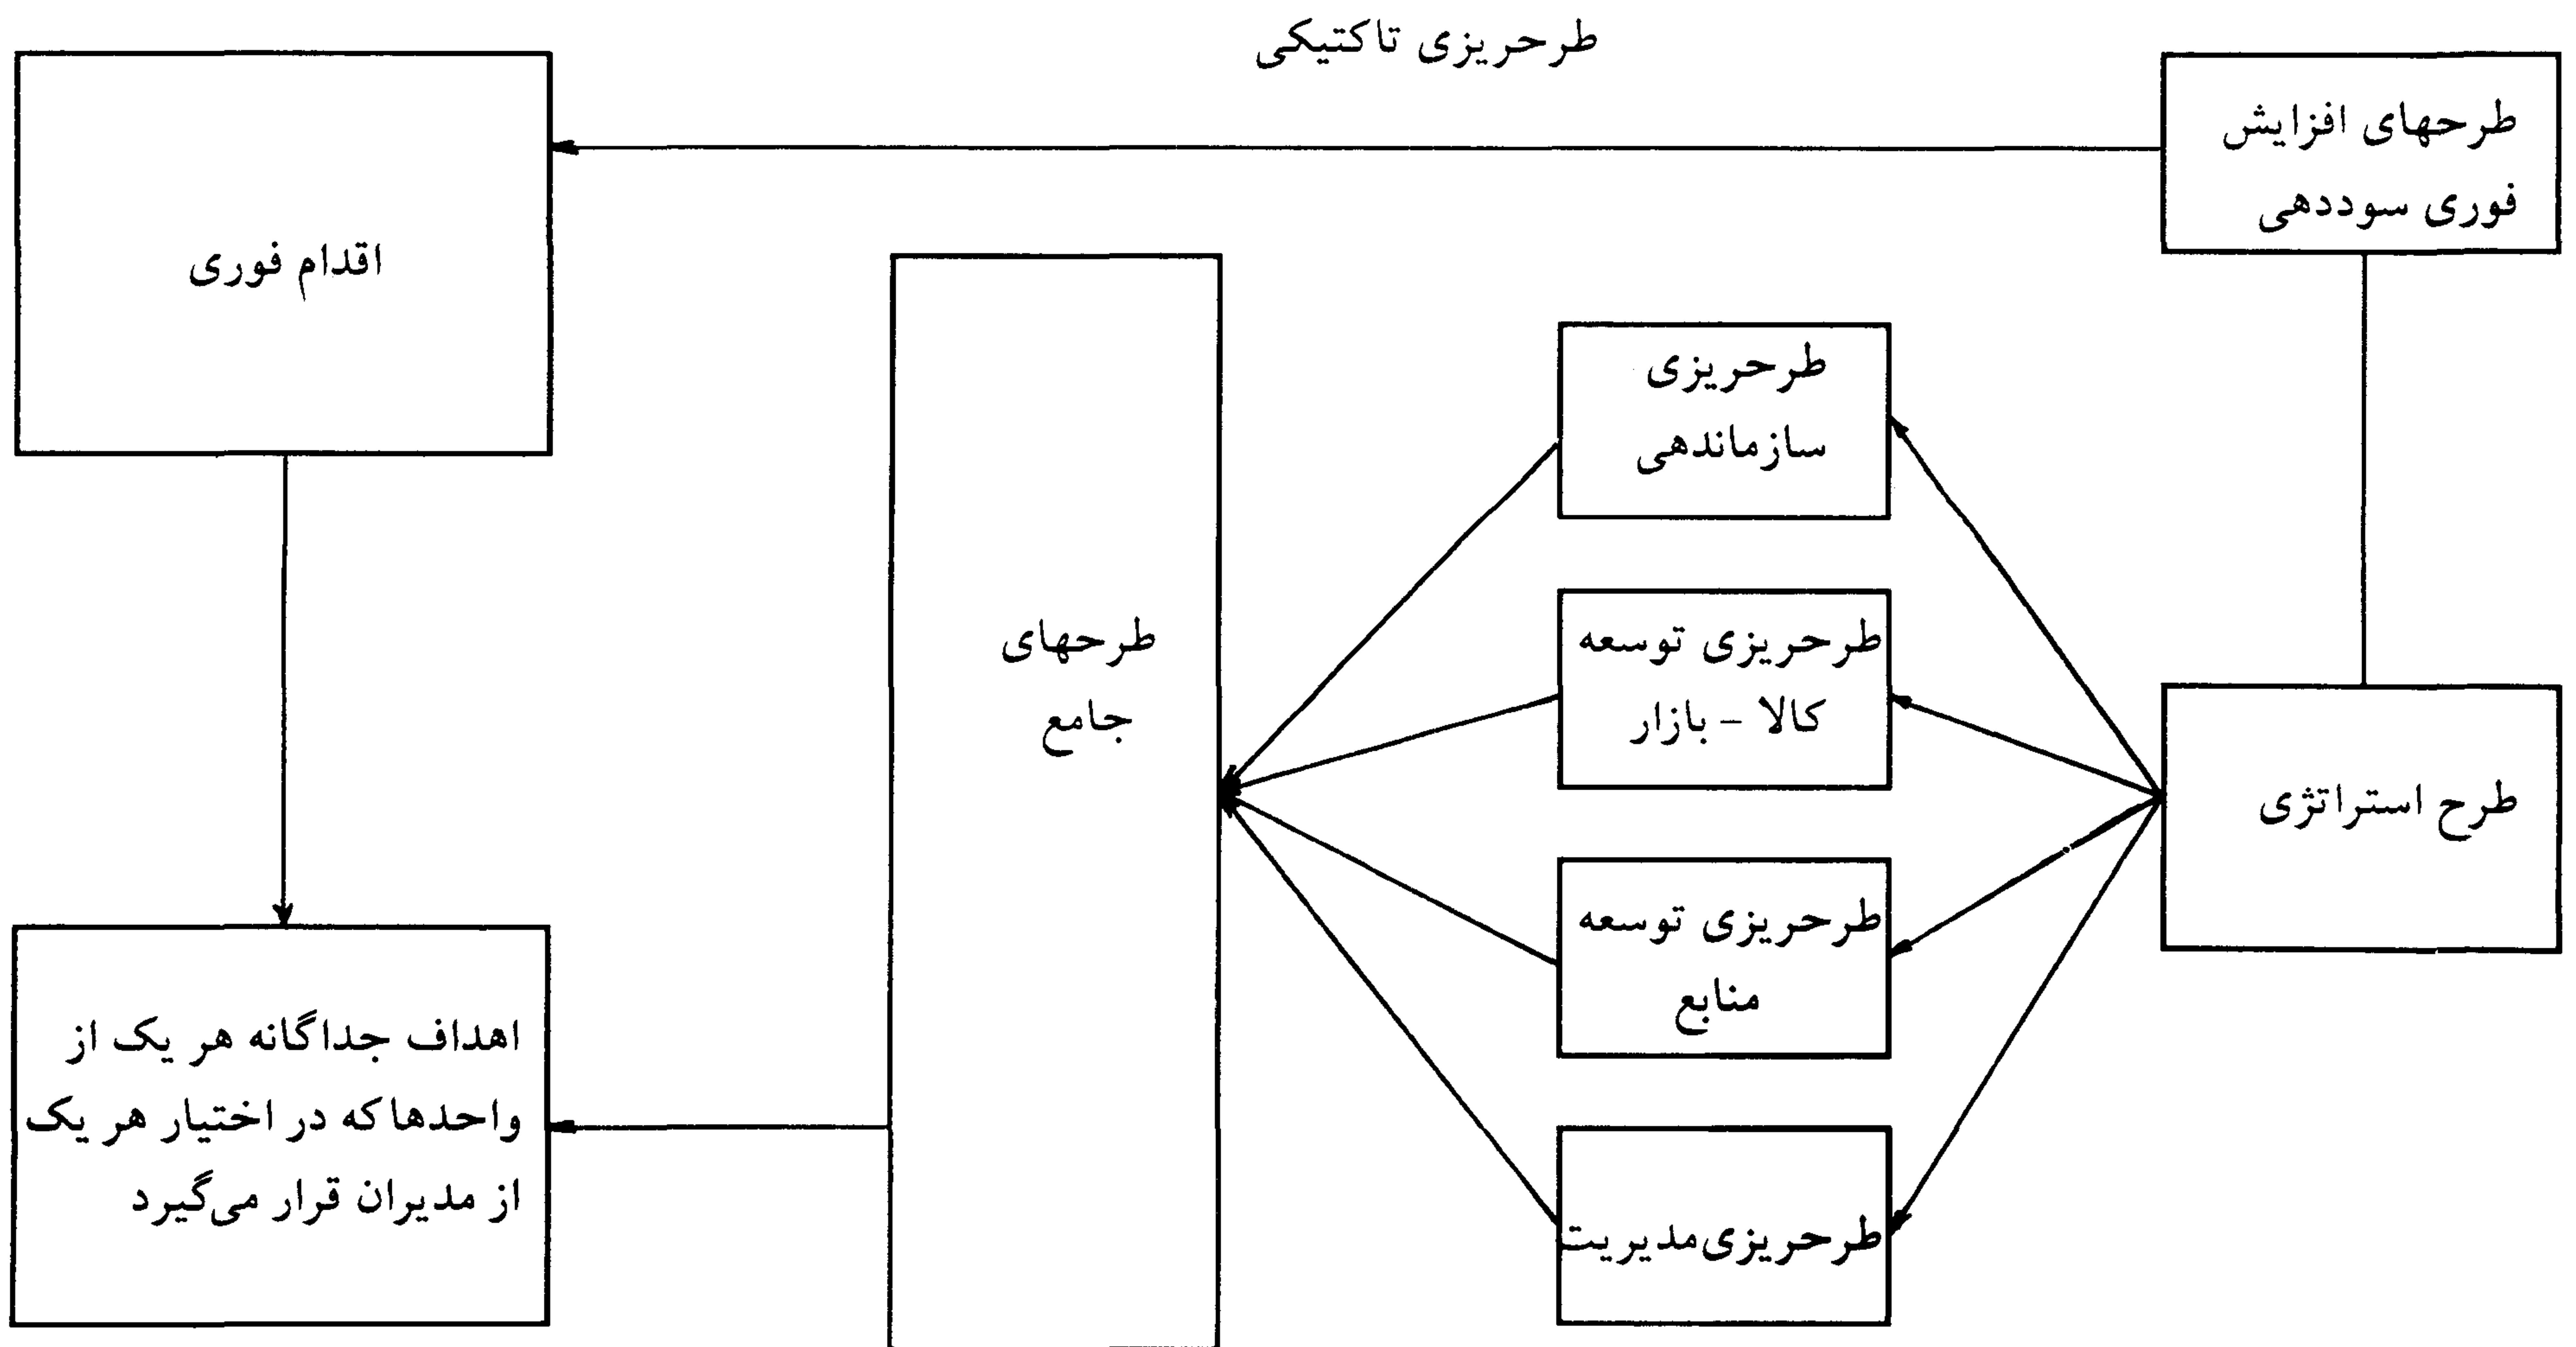 طرحریزی تاکتیکی
طرحهای افزایش
فوری سوددهی
اقدام فوری
طرحریزی
سازماندهی
طرحریزی توسعه
کالا - بازار
طرحهای
جامع
طرح استراتژی
طرحریزی توسعه
منابع
طرحریزی مدیریت
اهداف جداگانه هر یک از
واحدها که در اختیار هر یک
از مدیران قرار می‌گیرد